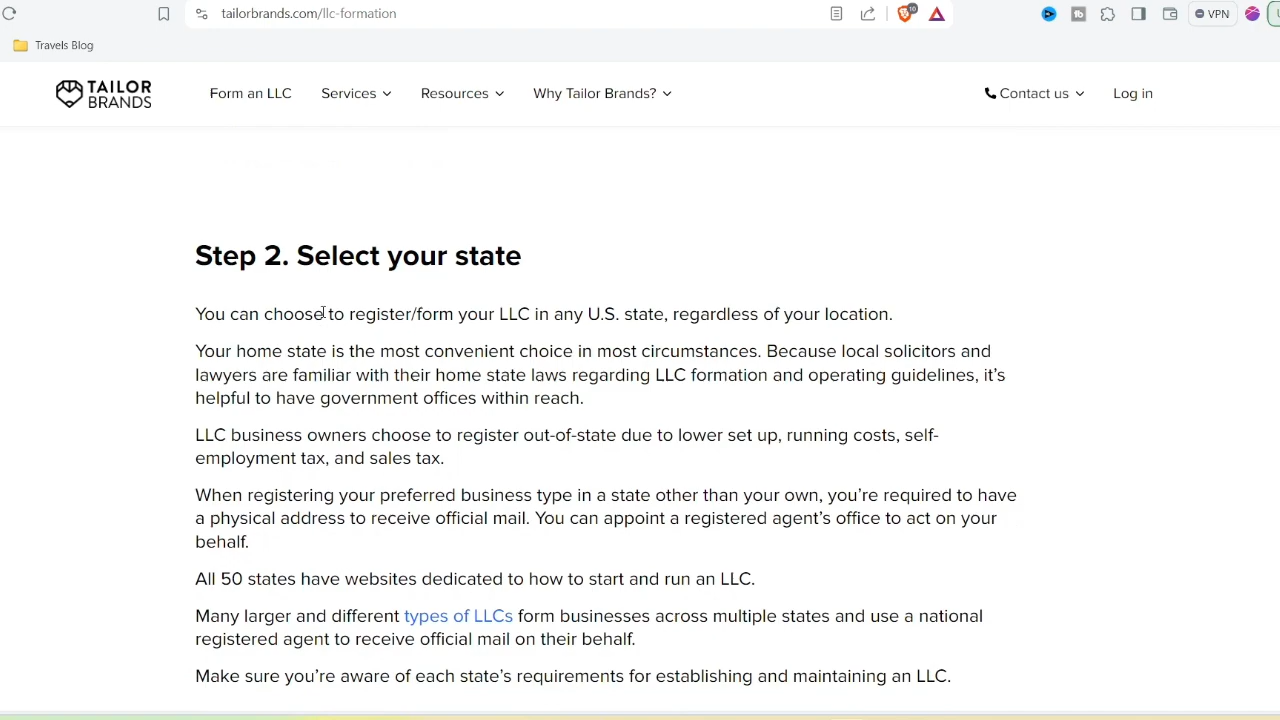 tailorbrands.com/llc-formation
10
VPN
Travels Blog
TAILOR BRANDS
Form an LLC
Services
Resources
Why Tailor Brands?
Contact us
Log in
Step 2. Select your state
You can choose to register/form your LLC in any U.S. state, regardless of your location.
Your home state is the most convenient choice in most circumstances. Because local solicitors and
lawyers are familiar with their home state laws regarding LLC formation and operating guidelines, it's
helpful to have government offices within reach.
LLC business owners choose to register out-of-state due to lower set up, running costs, self-
employment tax, and sales tax.
When registering your preferred business type in a state other than your own, you're required to have
a physical address to receive official mail. You can appoint a registered agent's office to act on your
behalf.
All 50 states have websites dedicated to how to start and run an LLC.
Many larger and different types of LLCs form businesses across multiple states and use a national
registered agent to receive official mail on their behalf.
Make sure you're aware of each state's requirements for establishing and maintaining an LLC.